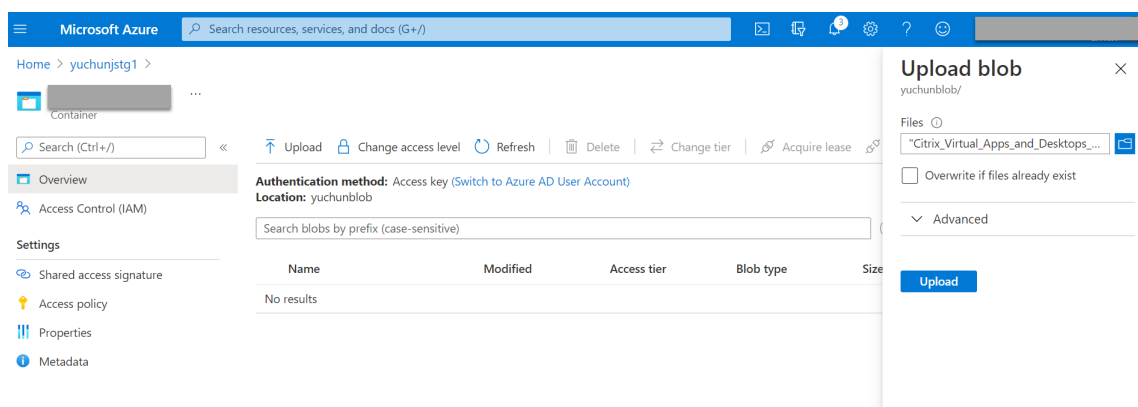 Microsoft Azure
Search resources, services, and docs (G+/)
3
Home > yuchunjstg1 >
...
Container
Search (Ctrl+/)
«
Overview
Access Control (IAM)
Settings
Shared access signature
Access policy
Properties
Metadata
Upload Change access level Refresh Delete Change tier Acquire lease
Authentication method: Access key (Switch to Azure AD User Account)
Location: yuchunblob
Search blobs by prefix (case-sensitive)
Name Modified Access tier Blob type Size
No results
Upload blob
yuchunblob/
Files
"Citrix_Virtual_Apps_and_Desktops_...
Overwrite if files already exist
Advanced
Upload